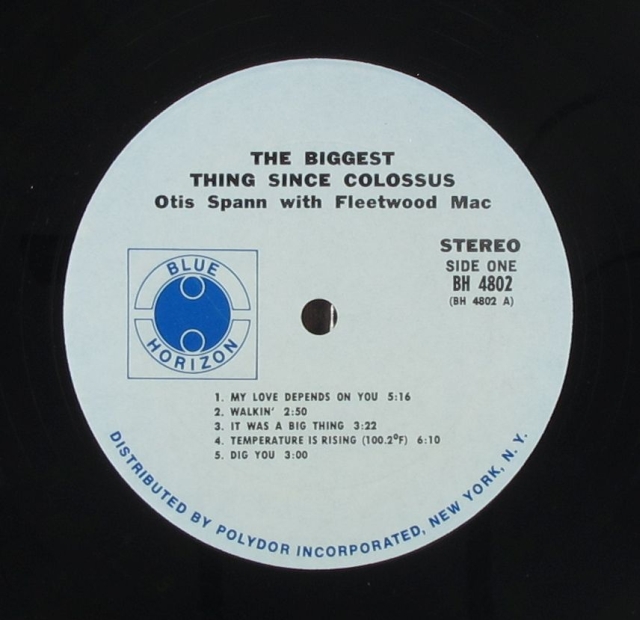 THE BIGGEST
THING SINCE COLOSSUS
Otis Spann with Fleetwood Mac
STEREO
SIDE ONE
BH 4802
(BH 4802 A)
BLUE
HORIZON
1. MY LOVE DEPENDS ON YOU 5:16
2. WALKIN' 2:50
3. IT WAS A BIG THING 3:22
4. TEMPERATURE IS RISING (100.2ºF) 6:10
5. DIG YOU 3:00
DISTRIBUTED BY POLYDOR INCORPORATED, NEW YORK, N.Y.